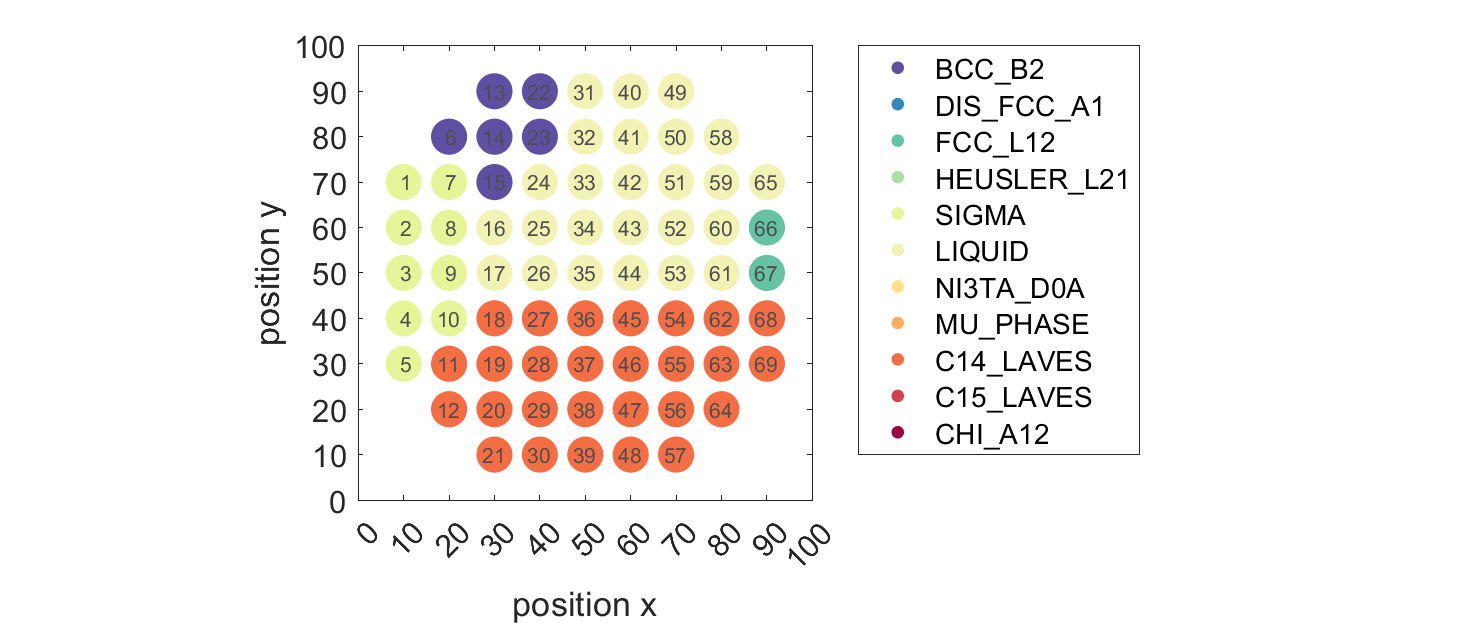 100
90
80
70
60
50
40
30
20
10
0
position y
13 22 31 40 49
6 14 23 32 41 50 58
1 7 15 24 33 42 51 59 65
2 8 16 25 34 43 52 60 66
3 9 17 26 35 44 53 61 67
4 10 18 27 36 45 54 62 68
5 11 19 28 37 46 55 63 69
12 20 29 38 47 56 64
21 30 39 48 57
0 10 20 30 40 50 60 70 80 90 100
position x
BCC_B2
DIS_FCC_A1
FCC_L12
HEUSLER_L21
SIGMA
LIQUID
NI3TA_D0A
MU_PHASE
C14_LAVES
C15_LAVES
CHI_A12